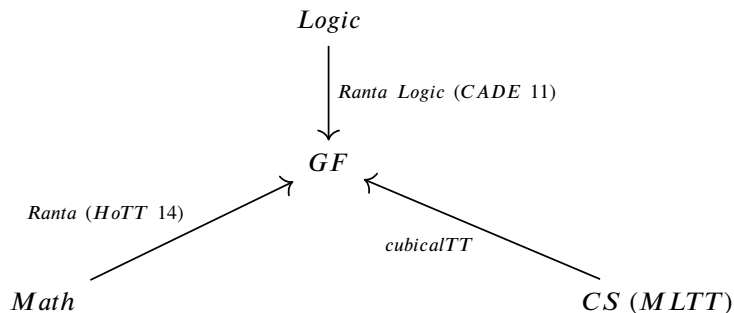 Logic
Ranta Logic (CADE 11)
GF
Ranta (HoTT 14)
cubicalTT
Math
CS (MLTT)